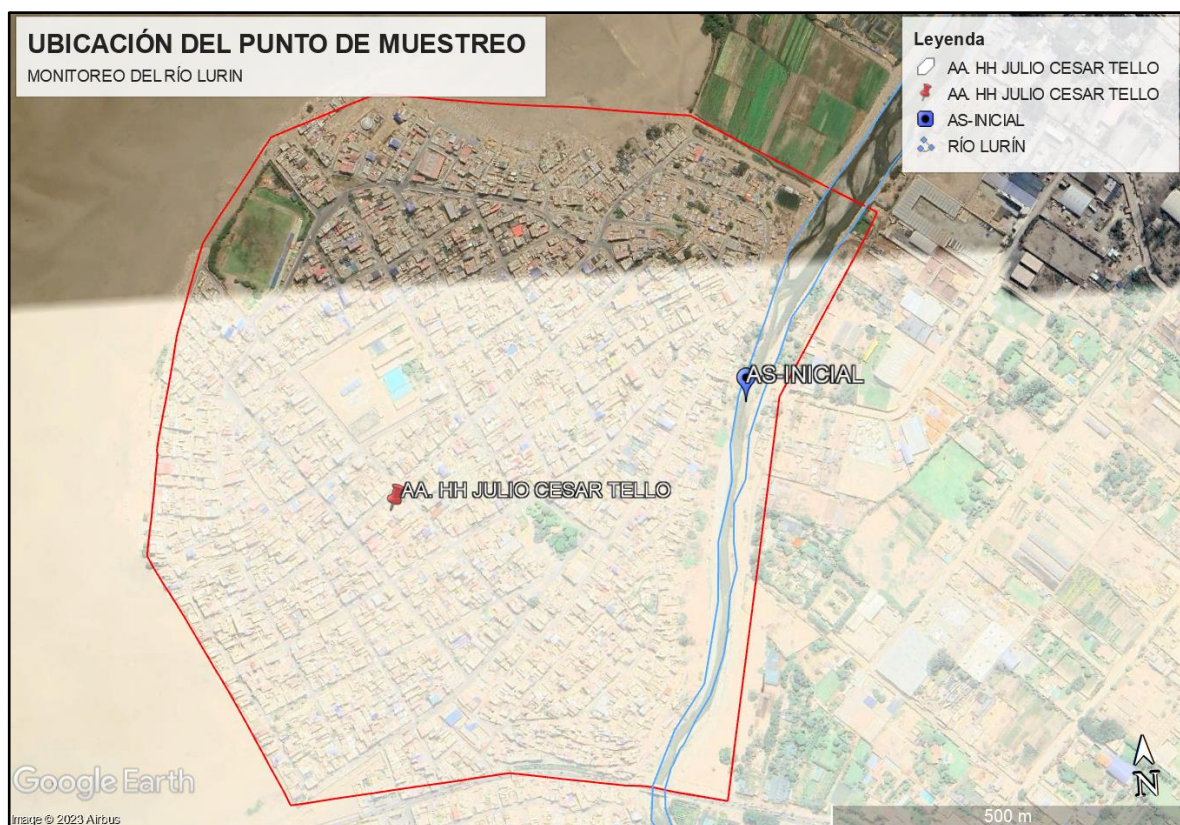 UBICACIÓN DEL PUNTO DE MUESTREO
MONITOREO DEL RÍO LURIN
Leyenda
AA. HH JULIO CESAR TELLO
AA. HH JULIO CESAR TELLO
AS-INICIAL
RÍO LURÍN
AS-INICIAL
AA. HH JULIO CESAR TELLO
Google Earth
Image © 2023 Airbus
N
500 m